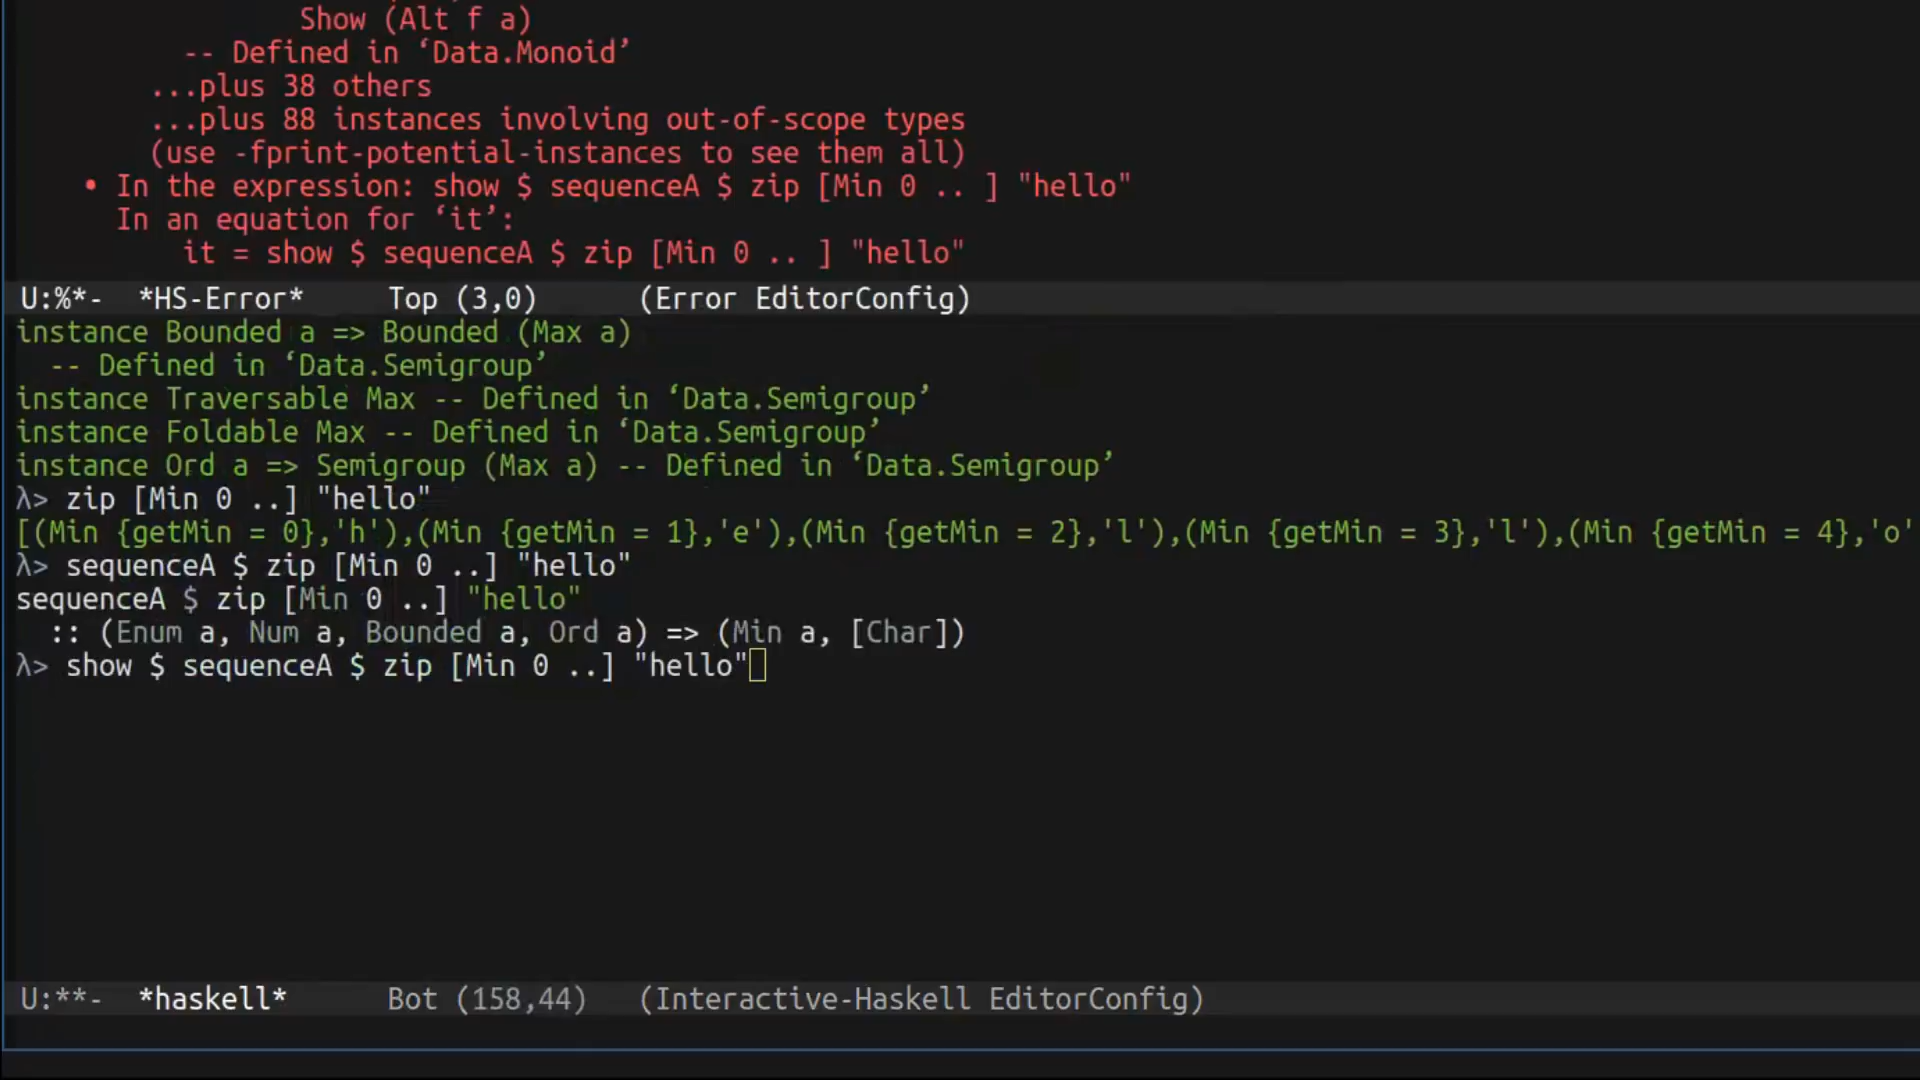 Show (Alt f a)
-- Defined in ‘Data.Monoid’
...plus 38 others
...plus 88 instances involving out-of-scope types
(use -fprint-potential-instances to see them all)
• In the expression: show $ sequenceA $ zip [Min 0 .. ] "hello"
In an equation for ‘it’:
it = show $ sequenceA $ zip [Min 0 .. ] "hello"
U:%*-  *HS-Error*     Top (3,0)      (Error EditorConfig)
instance Bounded a => Bounded (Max a)
-- Defined in ‘Data.Semigroup’
instance Traversable Max -- Defined in ‘Data.Semigroup’
instance Foldable Max -- Defined in ‘Data.Semigroup’
instance Ord a => Semigroup (Max a) -- Defined in ‘Data.Semigroup’
λ> zip [Min 0 ..] "hello"
[(Min {getMin = 0},'h'),(Min {getMin = 1},'e'),(Min {getMin = 2},'l'),(Min {getMin = 3},'l'),(Min {getMin = 4},'o'
λ> sequenceA $ zip [Min 0 ..] "hello"
sequenceA $ zip [Min 0 ..] "hello"
:: (Enum a, Num a, Bounded a, Ord a) => (Min a, [Char])
λ> show $ sequenceA $ zip [Min 0 ..] "hello"
U:**-  *haskell*      Bot (158,44)   (Interactive-Haskell EditorConfig)